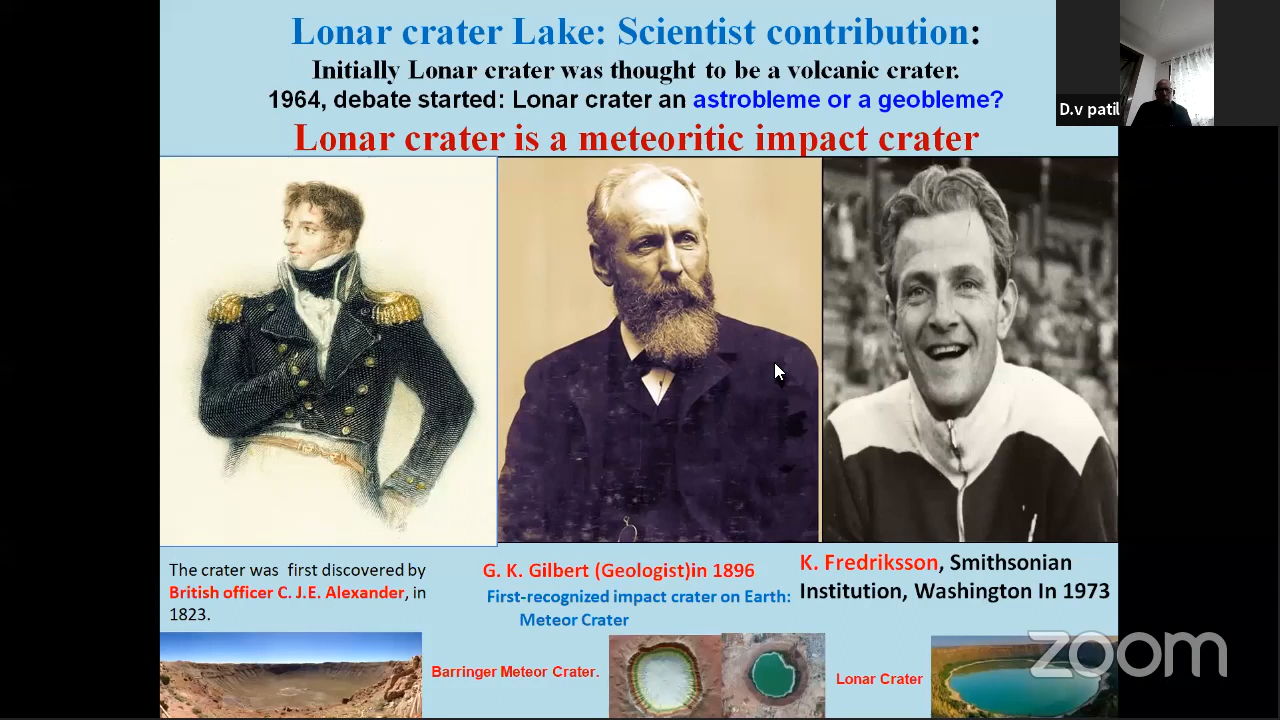 Lonar crater Lake: Scientist contribution:
Initially Lonar crater was thought to be a volcanic crater.
1964, debate started: Lonar crater an astrobleme or a geobleme?
Lonar crater is a meteoritic impact crater
D.v patil
The crater was first discovered by
British officer C. J.E. Alexander, in
1823.
G. K. Gilbert (Geologist)in 1896
First-recognized impact crater on Earth:
Meteor Crater
K. Fredriksson, Smithsonian
Institution, Washington In 1973
Barringer Meteor Crater.
Lonar Crater
zoom